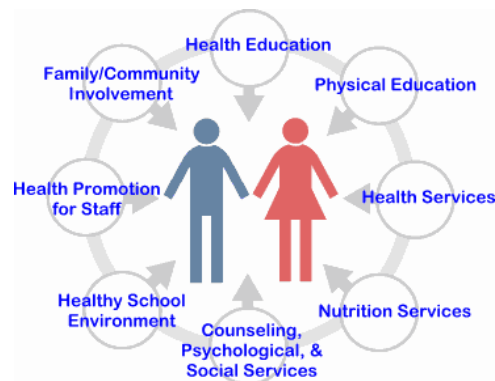 Health Education
Physical Education
Health Services
Nutrition Services
Counseling,
Psychological, &
Social Services
Healthy School
Environment
Health Promotion
for Staff
Family/Community
Involvement